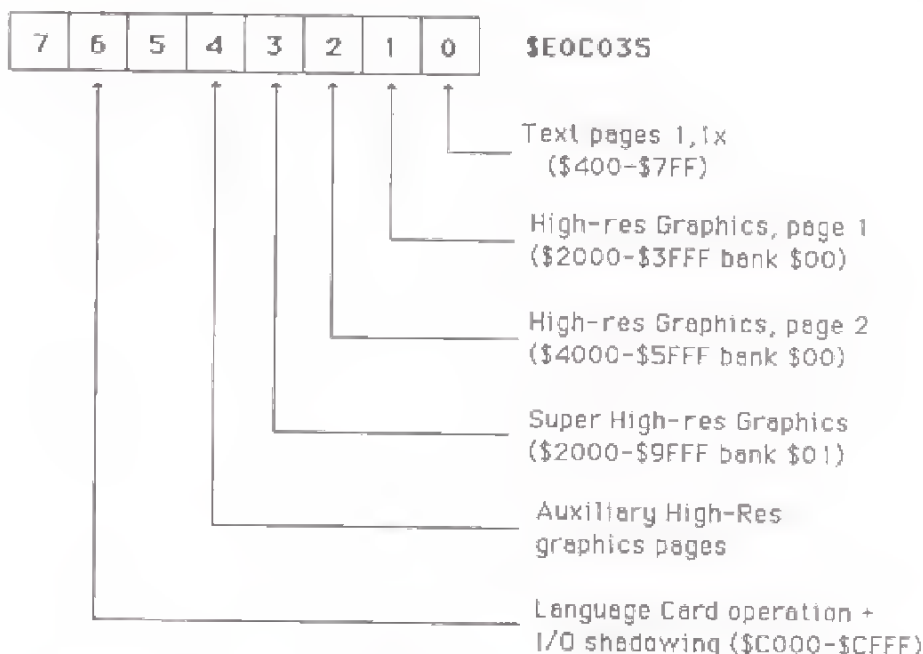 7 6 5 4 3 2 1 0 $E0C035
Text pages 1,1x
($400-$7FF)
High-res Graphics, page 1
($2000-$3FFF bank $00)
High-res Graphics, page 2
($4000-$5FFF bank $00)
Super High-res Graphics
($2000-$9FFF bank $01)
Auxiliary High-Res
graphics pages
Language Card operation +
I/O shadowing ($C000-$CFFF)